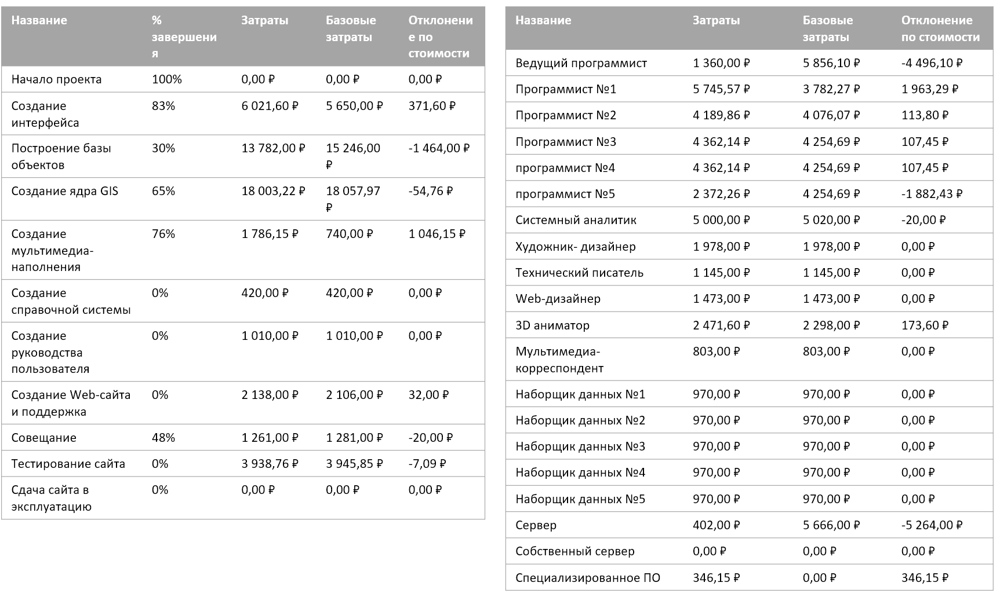 Название % завершени я Затраты Базовые затраты Отклонени е по стоимости
Начало проекта 100% 0,00 ₽ 0,00 ₽ 0,00 ₽
Создание 83% 6 021,60 ₽ 5 650,00 ₽ 371,60 ₽
интерфейса
Построение базы 30% 13 782,00 ₽ 15 246,00 -1 464,00 ₽
объектов ₽
Создание ядра GIS 65% 18 003,22 ₽ 18 057,97 -54,76 ₽
₽
Создание 76% 1 786,15 ₽ 740,00 ₽ 1 046,15 ₽
мультимедиа-
наполнения
Создание 0% 420,00 ₽ 420,00 ₽ 0,00 ₽
справочной системы
Создание 0% 1 010,00 ₽ 1 010,00 ₽ 0,00 ₽
руководства
пользователя
Создание Web-сайта 0% 2 138,00 ₽ 2 106,00 ₽ 32,00 ₽
и поддержка
Совещание 48% 1 261,00 ₽ 1 281,00 ₽ -20,00 ₽
Тестирование сайта 0% 3 938,76 ₽ 3 945,85 ₽ -7,09 ₽
Сдача сайта в 0% 0,00 ₽ 0,00 ₽ 0,00 ₽
эксплуатацию
Название Затраты Базовые Отклонение
затраты по стоимости
Ведущий программист 1 360,00 ₽ 5 856,10 ₽ -4 496,10 ₽
Программист №1 5 745,57 ₽ 3 782,27 ₽ 1 963,29 ₽
Программист №2 4 189,86 ₽ 4 076,07 ₽ 113,80 ₽
Программист №3 4 362,14 ₽ 4 254,69 ₽ 107,45 ₽
программист №4 4 362,14 ₽ 4 254,69 ₽ 107,45 ₽
программист №5 2 372,26 ₽ 4 254,69 ₽ -1 882,43 ₽
Системный аналитик 5 000,00 ₽ 5 020,00 ₽ -20,00 ₽
Художник- дизайнер 1 978,00 ₽ 1 978,00 ₽ 0,00 ₽
Технический писатель 1 145,00 ₽ 1 145,00 ₽ 0,00 ₽
Web-дизайнер 1 473,00 ₽ 1 473,00 ₽ 0,00 ₽
3D аниматор 2 471,60 ₽ 2 298,00 ₽ 173,60 ₽
Мультимедиа- 803,00 ₽ 803,00 ₽ 0,00 ₽
корреспондент
Наборщик данных №1 970,00 ₽ 970,00 ₽ 0,00 ₽
Наборщик данных №2 970,00 ₽ 970,00 ₽ 0,00 ₽
Наборщик данных №3 970,00 ₽ 970,00 ₽ 0,00 ₽
Наборщик данных №4 970,00 ₽ 970,00 ₽ 0,00 ₽
Наборщик данных №5 970,00 ₽ 970,00 ₽ 0,00 ₽
Сервер 402,00 ₽ 5 666,00 ₽ -5 264,00 ₽
Собственный сервер 0,00 ₽ 0,00 ₽ 0,00 ₽
Специализированное ПО 346,15 ₽ 0,00 ₽ 346,15 ₽